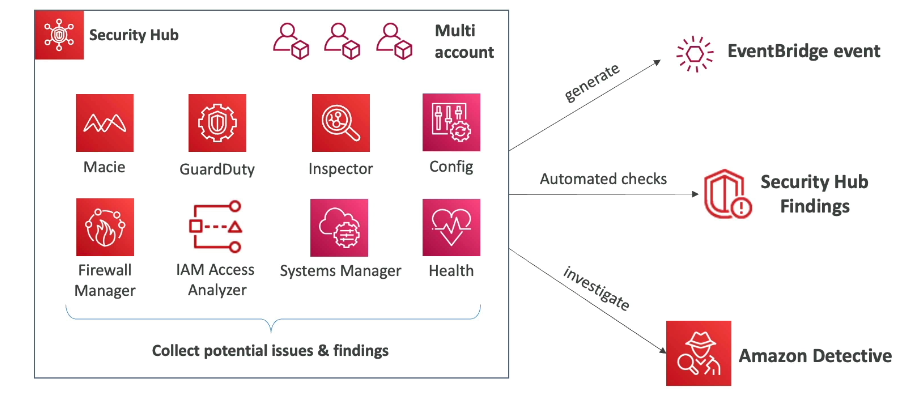 Security Hub
Multi
account
Macie
GuardDuty
Inspector
Config
Firewall
Manager
IAM Access
Analyzer
Systems Manager
Health
Collect potential issues & findings
generate
EventBridge event
Automated checks
Security Hub
Findings
investigate
Amazon Detective